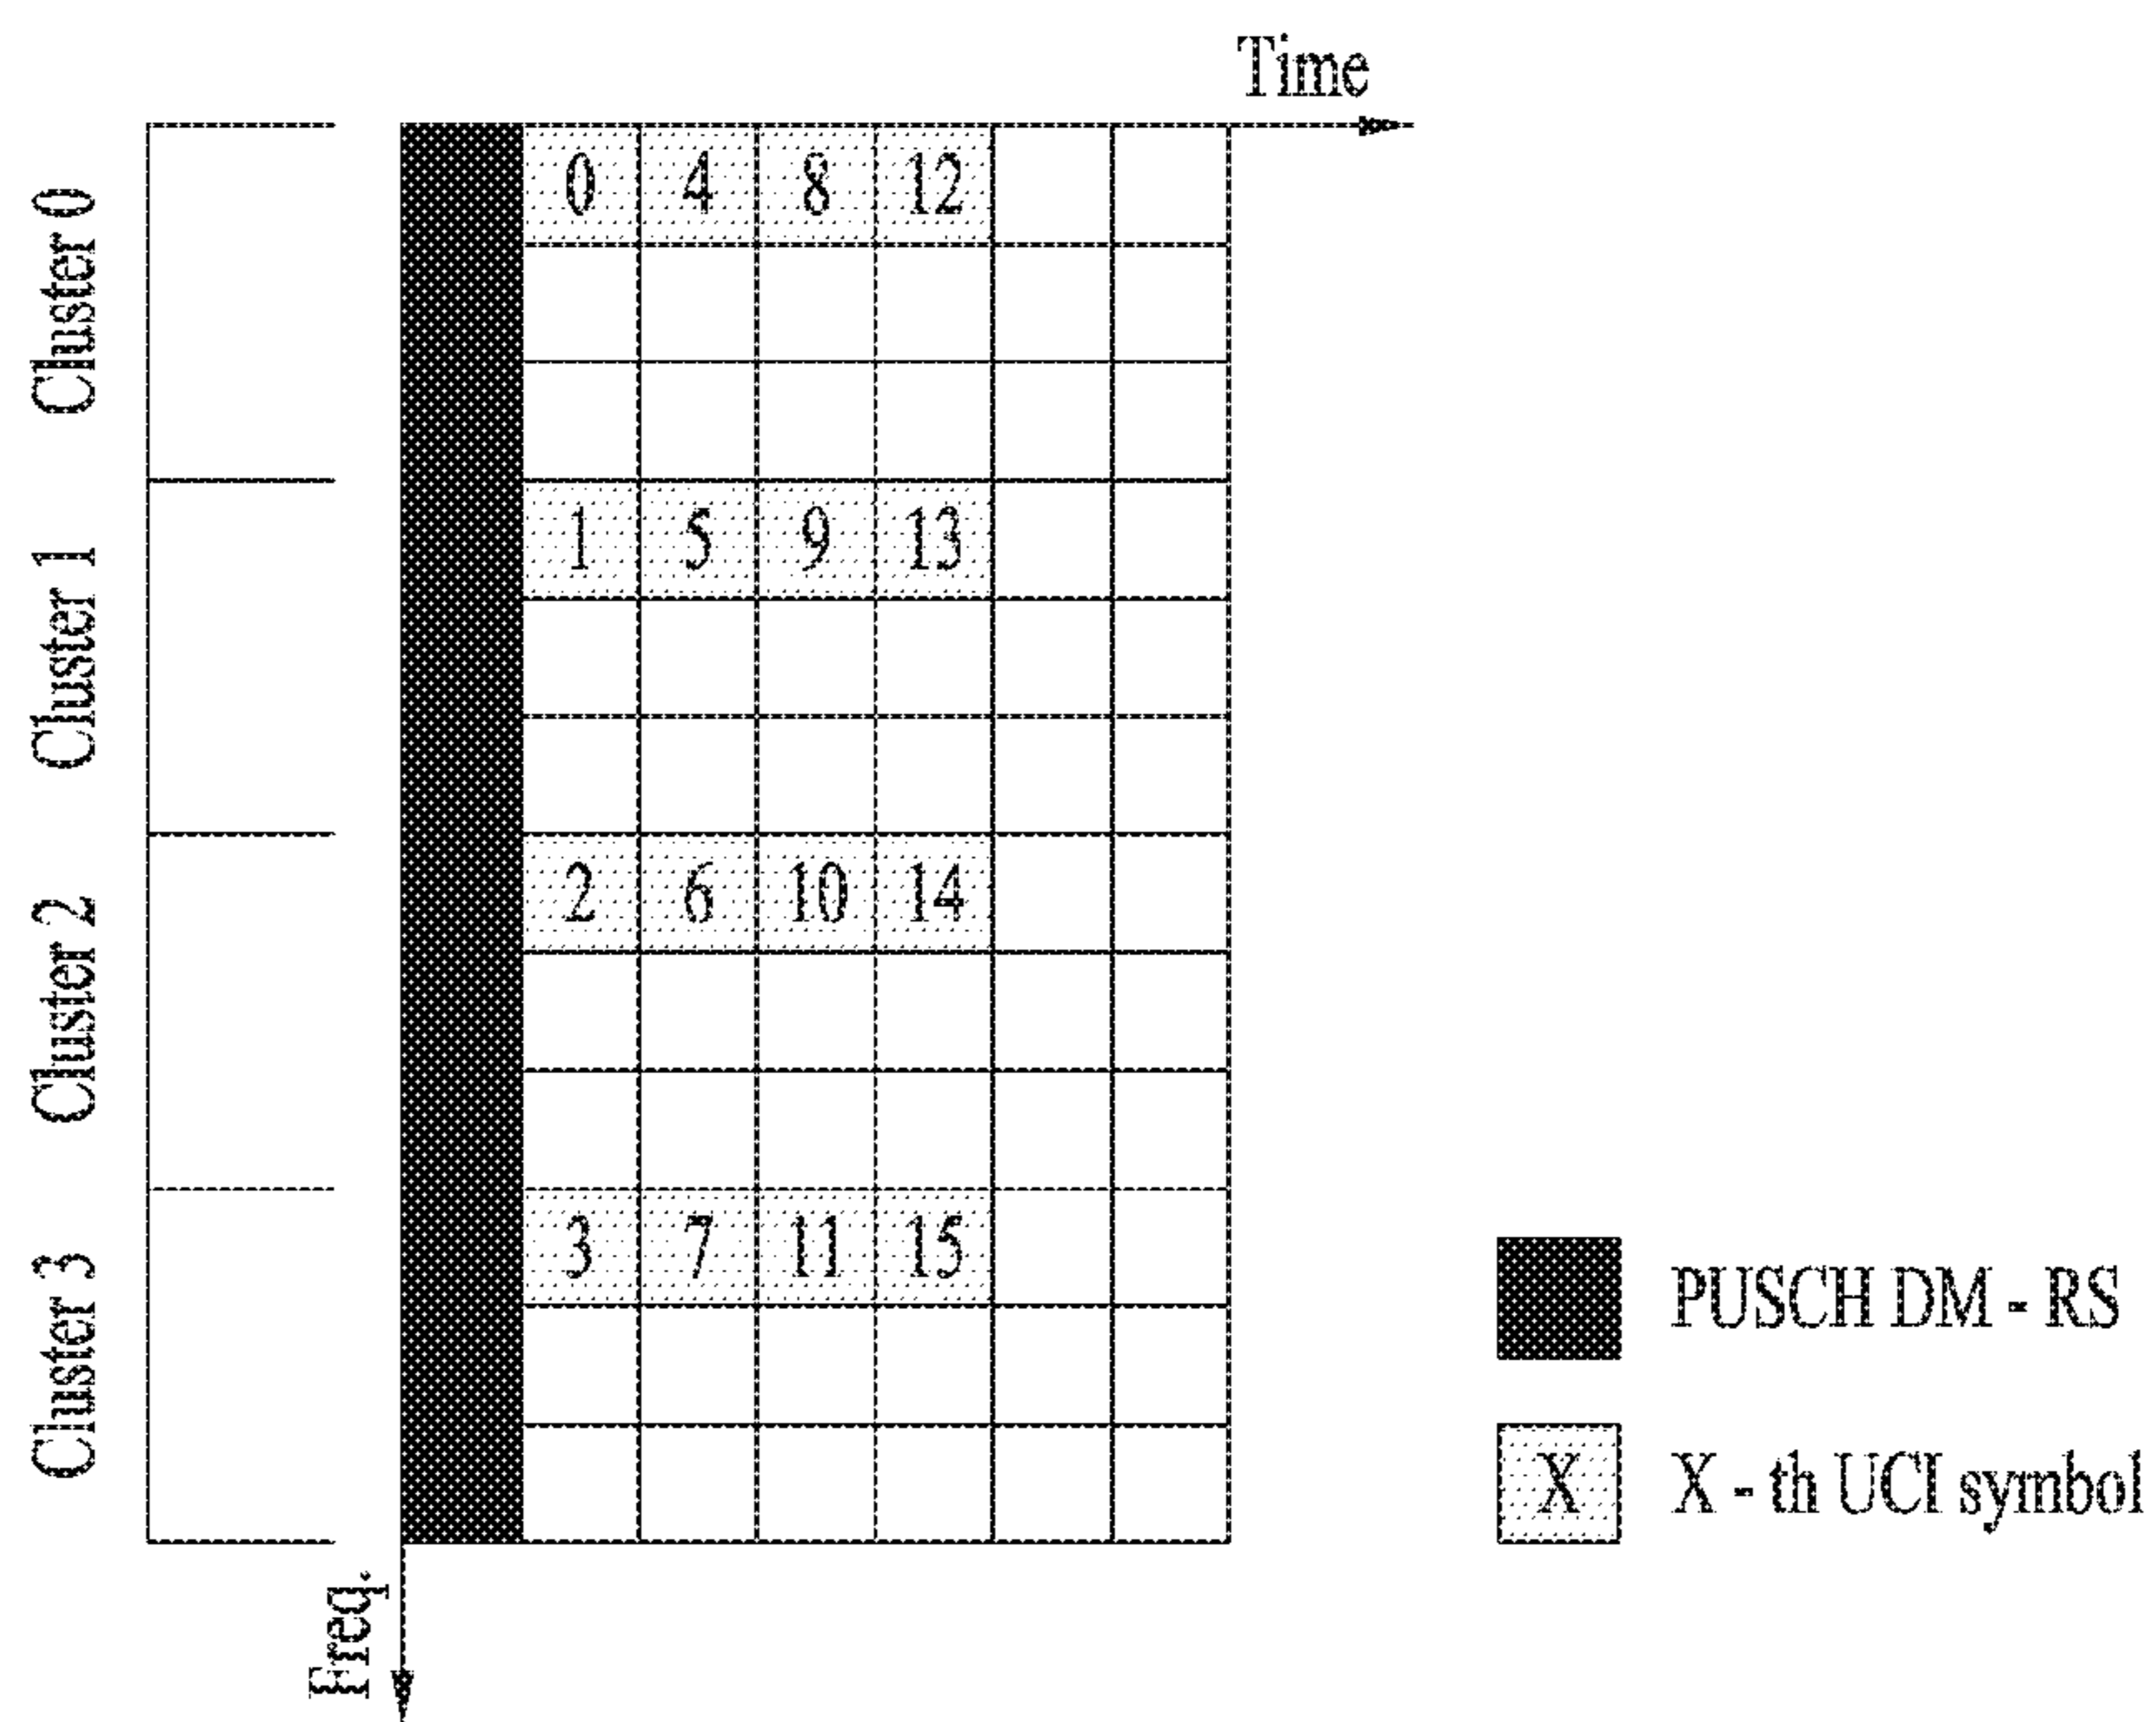 Time
Cluster 0
0 4 8 12
Cluster 1
1 5 9 13
Cluster 2
2 6 10 14
Cluster 3
3 7 11 15
PUSCH DM - RS
X X - th UCI symbol
Freq.